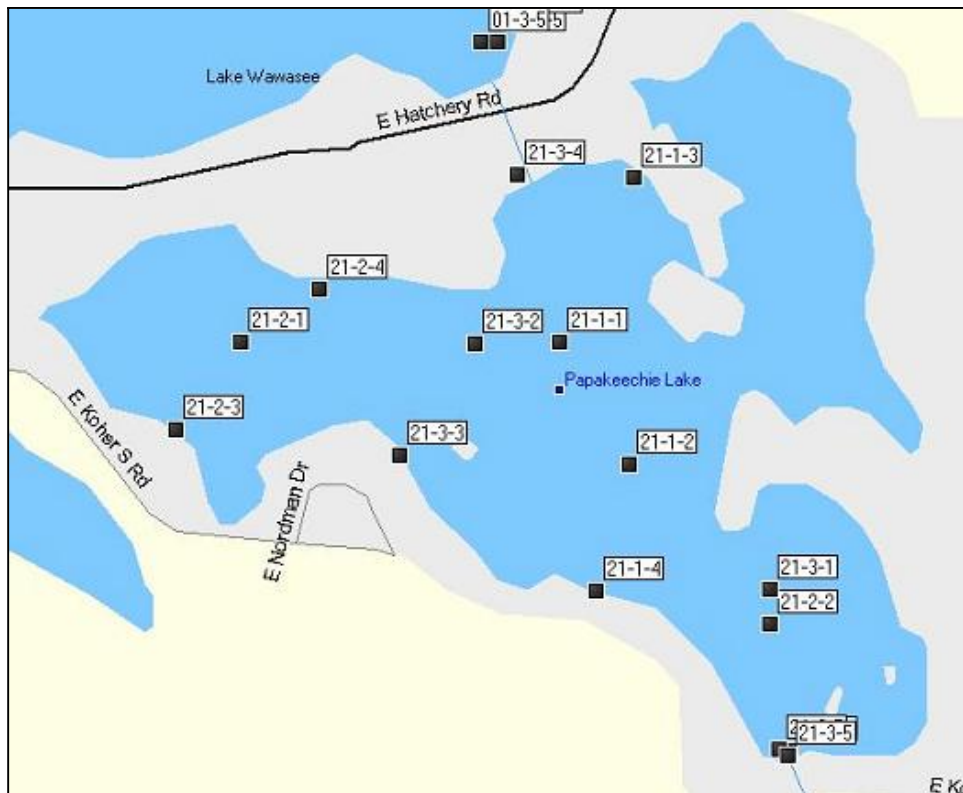 01-3-5
Lake Wawasee
E Hatchery Rd
21-3-4
21-1-3
21-2-4
21-2-1
21-3-2
21-1-1
Papakeechie Lake
21-2-3
E Koher S Rd
21-3-3
E Nordman Dr
21-1-2
21-1-4
21-3-1
21-2-2
21-3-5